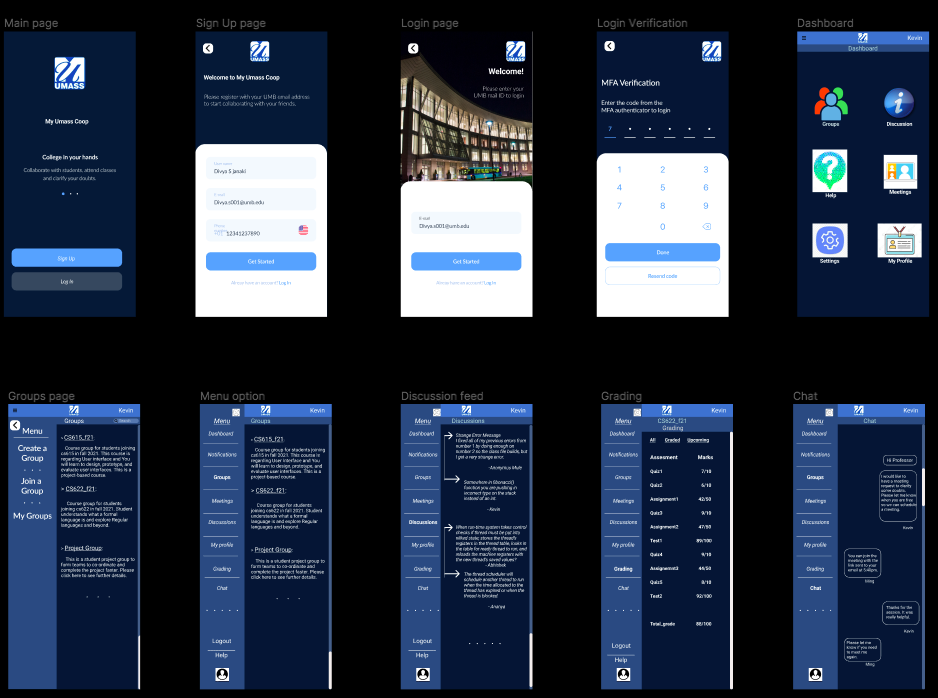 Main page
UMASS
My Umass Coop
College in your hands
Collaborate with students, attend classes
and clarify your doubts.
Sign Up
Log in
Sign Up page
UMASS
Welcome to My Umass Coop
Please register with your UMB email address
to start collaborating with your friends.
Divya S Janaki
E-mail
Divya.s001@umb.edu
Phone
12341237890
Get Started
Already have an account? Log In
Login page
UMASS
Welcome!
Please enter your
UMB mail ID to login
E-mail
Divya.s001@umb.edu
Get Started
Log In
Login Verification
UMASS
MFA Verification
Enter the code from the
MFA authenticator to login
7
1 2 3
4 5 6
7 8 9
0
Done
Resend code
Dashboard
Kevin
Dashboard
Groups
Discussion
Help
Meetings
Settings
My Profile
Groups page
Kevin
Groups
Menu
Create a
Group
Join a
Group
My Groups
> CS615_f21:
Course group for students joining
cs615 in fall 2021. This course is
regarding User Interface and You
will learn to design, prototype, and
evaluate user interfaces. This is a
project-based course.
> CS622_f21:
Course group for students
joining cs622 in fall 2021. Student
understands what a formal
language is and explore Regular
languages and beyond.
> Project Group:
This is a student project group to
form teams to co-ordinate and
complete the project faster. Please
click here to see further details.
Menu option
Kevin
Menu
Groups
Dashboard
Notifications
Groups
Meetings
Discussions
My profile
Grading
Chat
Logout
Help
> CS615_f21:
Course group for students joining
cs615 in fall 2021. This course is
regarding User Interface and You
will learn to design, prototype, and
evaluate user interfaces. This is a
project-based course.
> CS622_f21:
Course group for students
joining cs622 in fall 2021. Student
understands what a formal
language is and explore Regular
languages and beyond.
> Project Group:
This is a student project group to
form teams to co-ordinate and
complete the project faster. Please
click here to see further details.
Discussion feed
Kevin
Menu
Discussions
Dashboard
Notifications
Groups
Meetings
Discussions
My profile
Grading
Chat
Logout
Help
Strange Error Message
I fixed all of my previous errors from
number 1 by doing enough on
number 2 so the class file builds, but
I get a very strange error.
-Anonymous Mule
Somewhere in fibonacci()
function you are pushing in
incorrect type on the stack
instead of an int.
- Kevin
When run-time system takes control
checks if thread must be put into
killed state; stores the thread's
registers in the thread table, looks in
the table for ready thread to run, and
reloads the machine registers with
the new thread's saved values?
- Abhishek
The thread scheduler will
schedule another thread to run
when the time allocated to the
thread has expired or when the
thread is blocked.
- Ananya
Grading
Kevin
Menu
CS622_f21
Grading
Dashboard
Notifications
Groups
Meetings
Discussions
My profile
Grading
Chat
Logout
Help
All Graded Upcoming
Assesment Marks
Quiz1 7/10
Quiz2 6/10
Assignment1 42/50
Quiz3 9/10
Assignment2 47/50
Test1 89/100
Quiz4 9/10
Assignemnt3 44/50
Quiz5 8/10
Test2 92/100
Total_grade 88/100
Chat
Kevin
Menu
Chat
Dashboard
Notifications
Groups
Meetings
Discussions
My profile
Grading
Chat
Logout
Help
Hi Professor
I would like to
have a meeting
request to clarify
some doubts.
Please let me know
when you are free
so we can schedule
a meeting.
Kevin
You can join the
meeting with the
link sent to your
email at 5:45pm.
Ming
Thanks for the
session. It was
really helpful.
Kevin
Please let me
know if you need
to meet me
again.
Ming